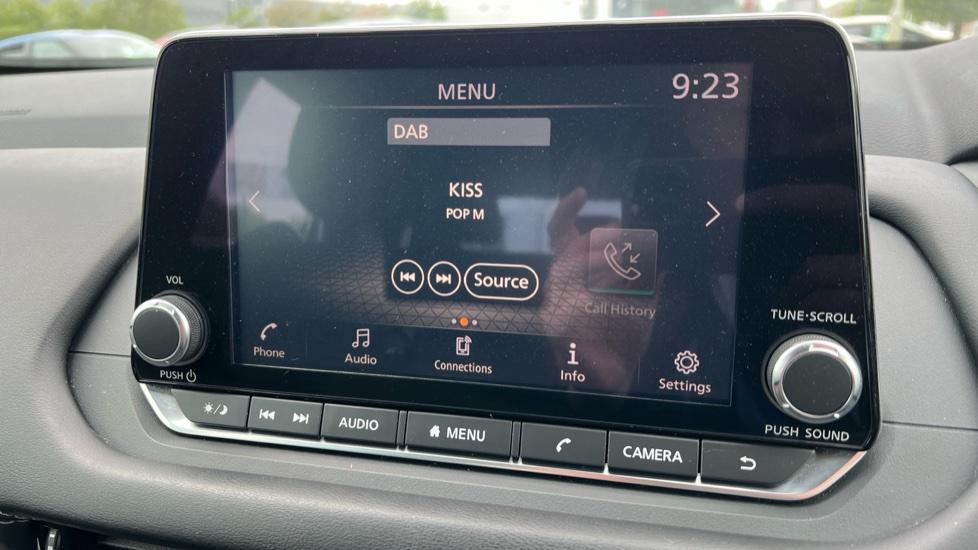 MENU
9:23
DAB
KISS
POP M
Source
Call History
Phone
Audio
Connections
Info
Settings
VOL
PUSH
TUNE·SCROLL
PUSH SOUND
AUDIO
MENU
CAMERA